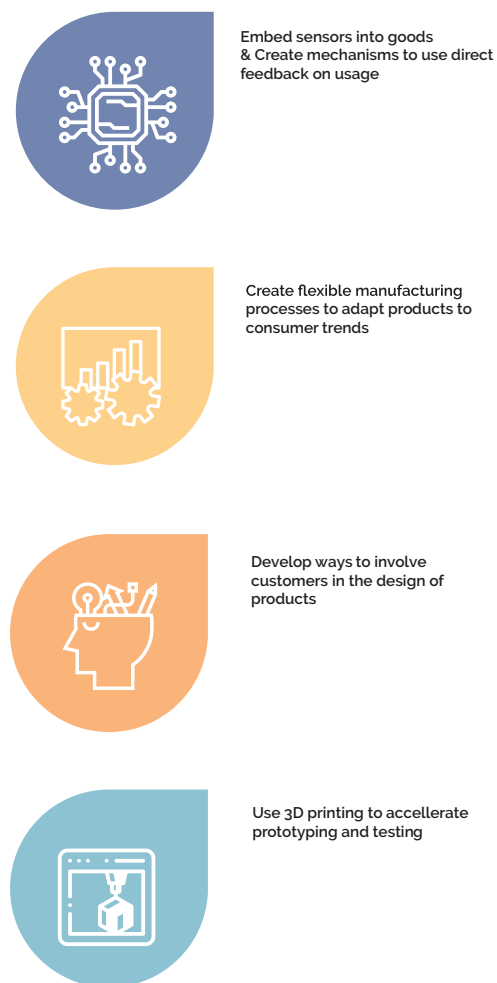 Embed sensors into goods
& Create mechanisms to use direct
feedback on usage
Create flexible manufacturing
processes to adapt products to
consumer trends
Develop ways to involve
customers in the design of
products
Use 3D printing to accellerate
prototyping and testing